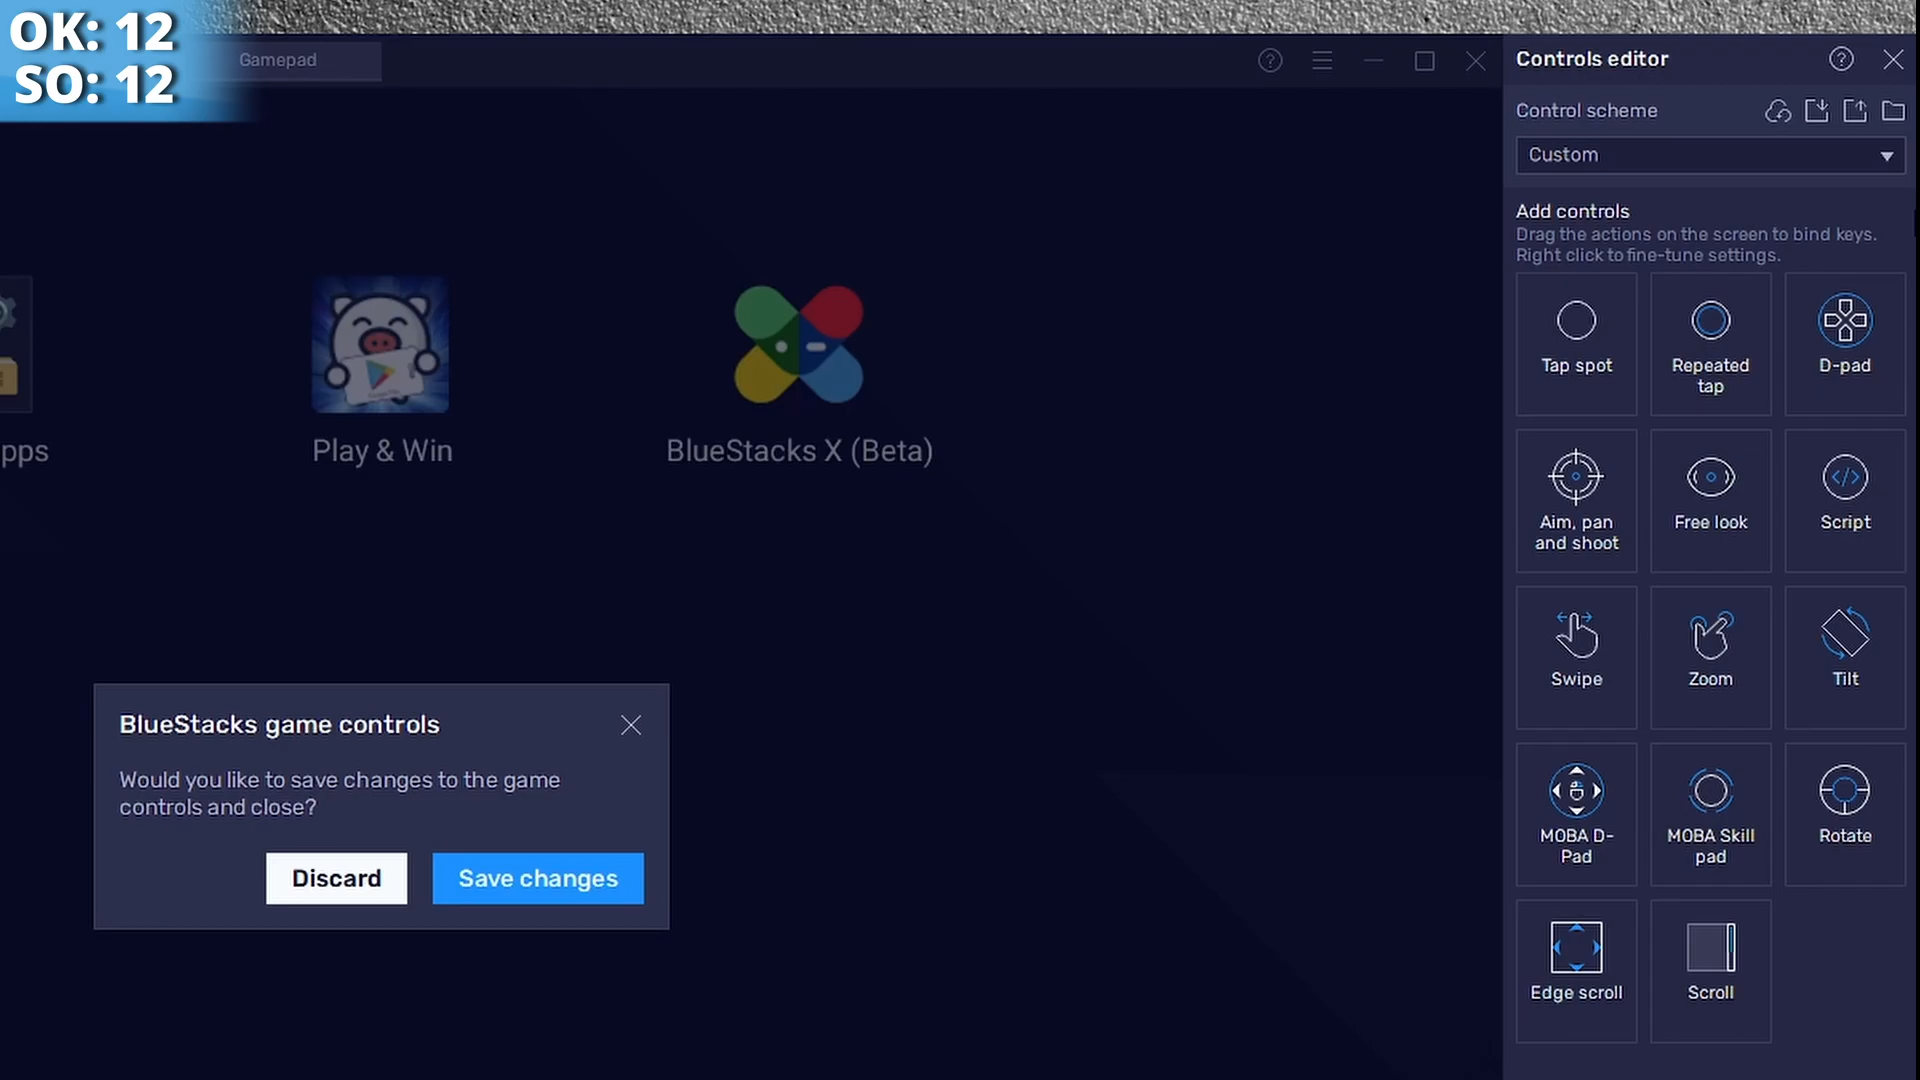 OK: 12
SO: 12
Gamepad
Controls editor
Control scheme
Custom
Add controls
Drag the actions on the screen to bind keys.
Right click to fine-tune settings.
Tap spot
Repeated
tap
D-pad
Aim, pan
and shoot
Free look
Script
Swipe
Zoom
Tilt
MOBA D-
Pad
MOBA Skill
pad
Rotate
Edge scroll
Scroll
pps
Play & Win
BlueStacks X (Beta)
BlueStacks game controls
Would you like to save changes to the game
controls and close?
Discard
Save changes